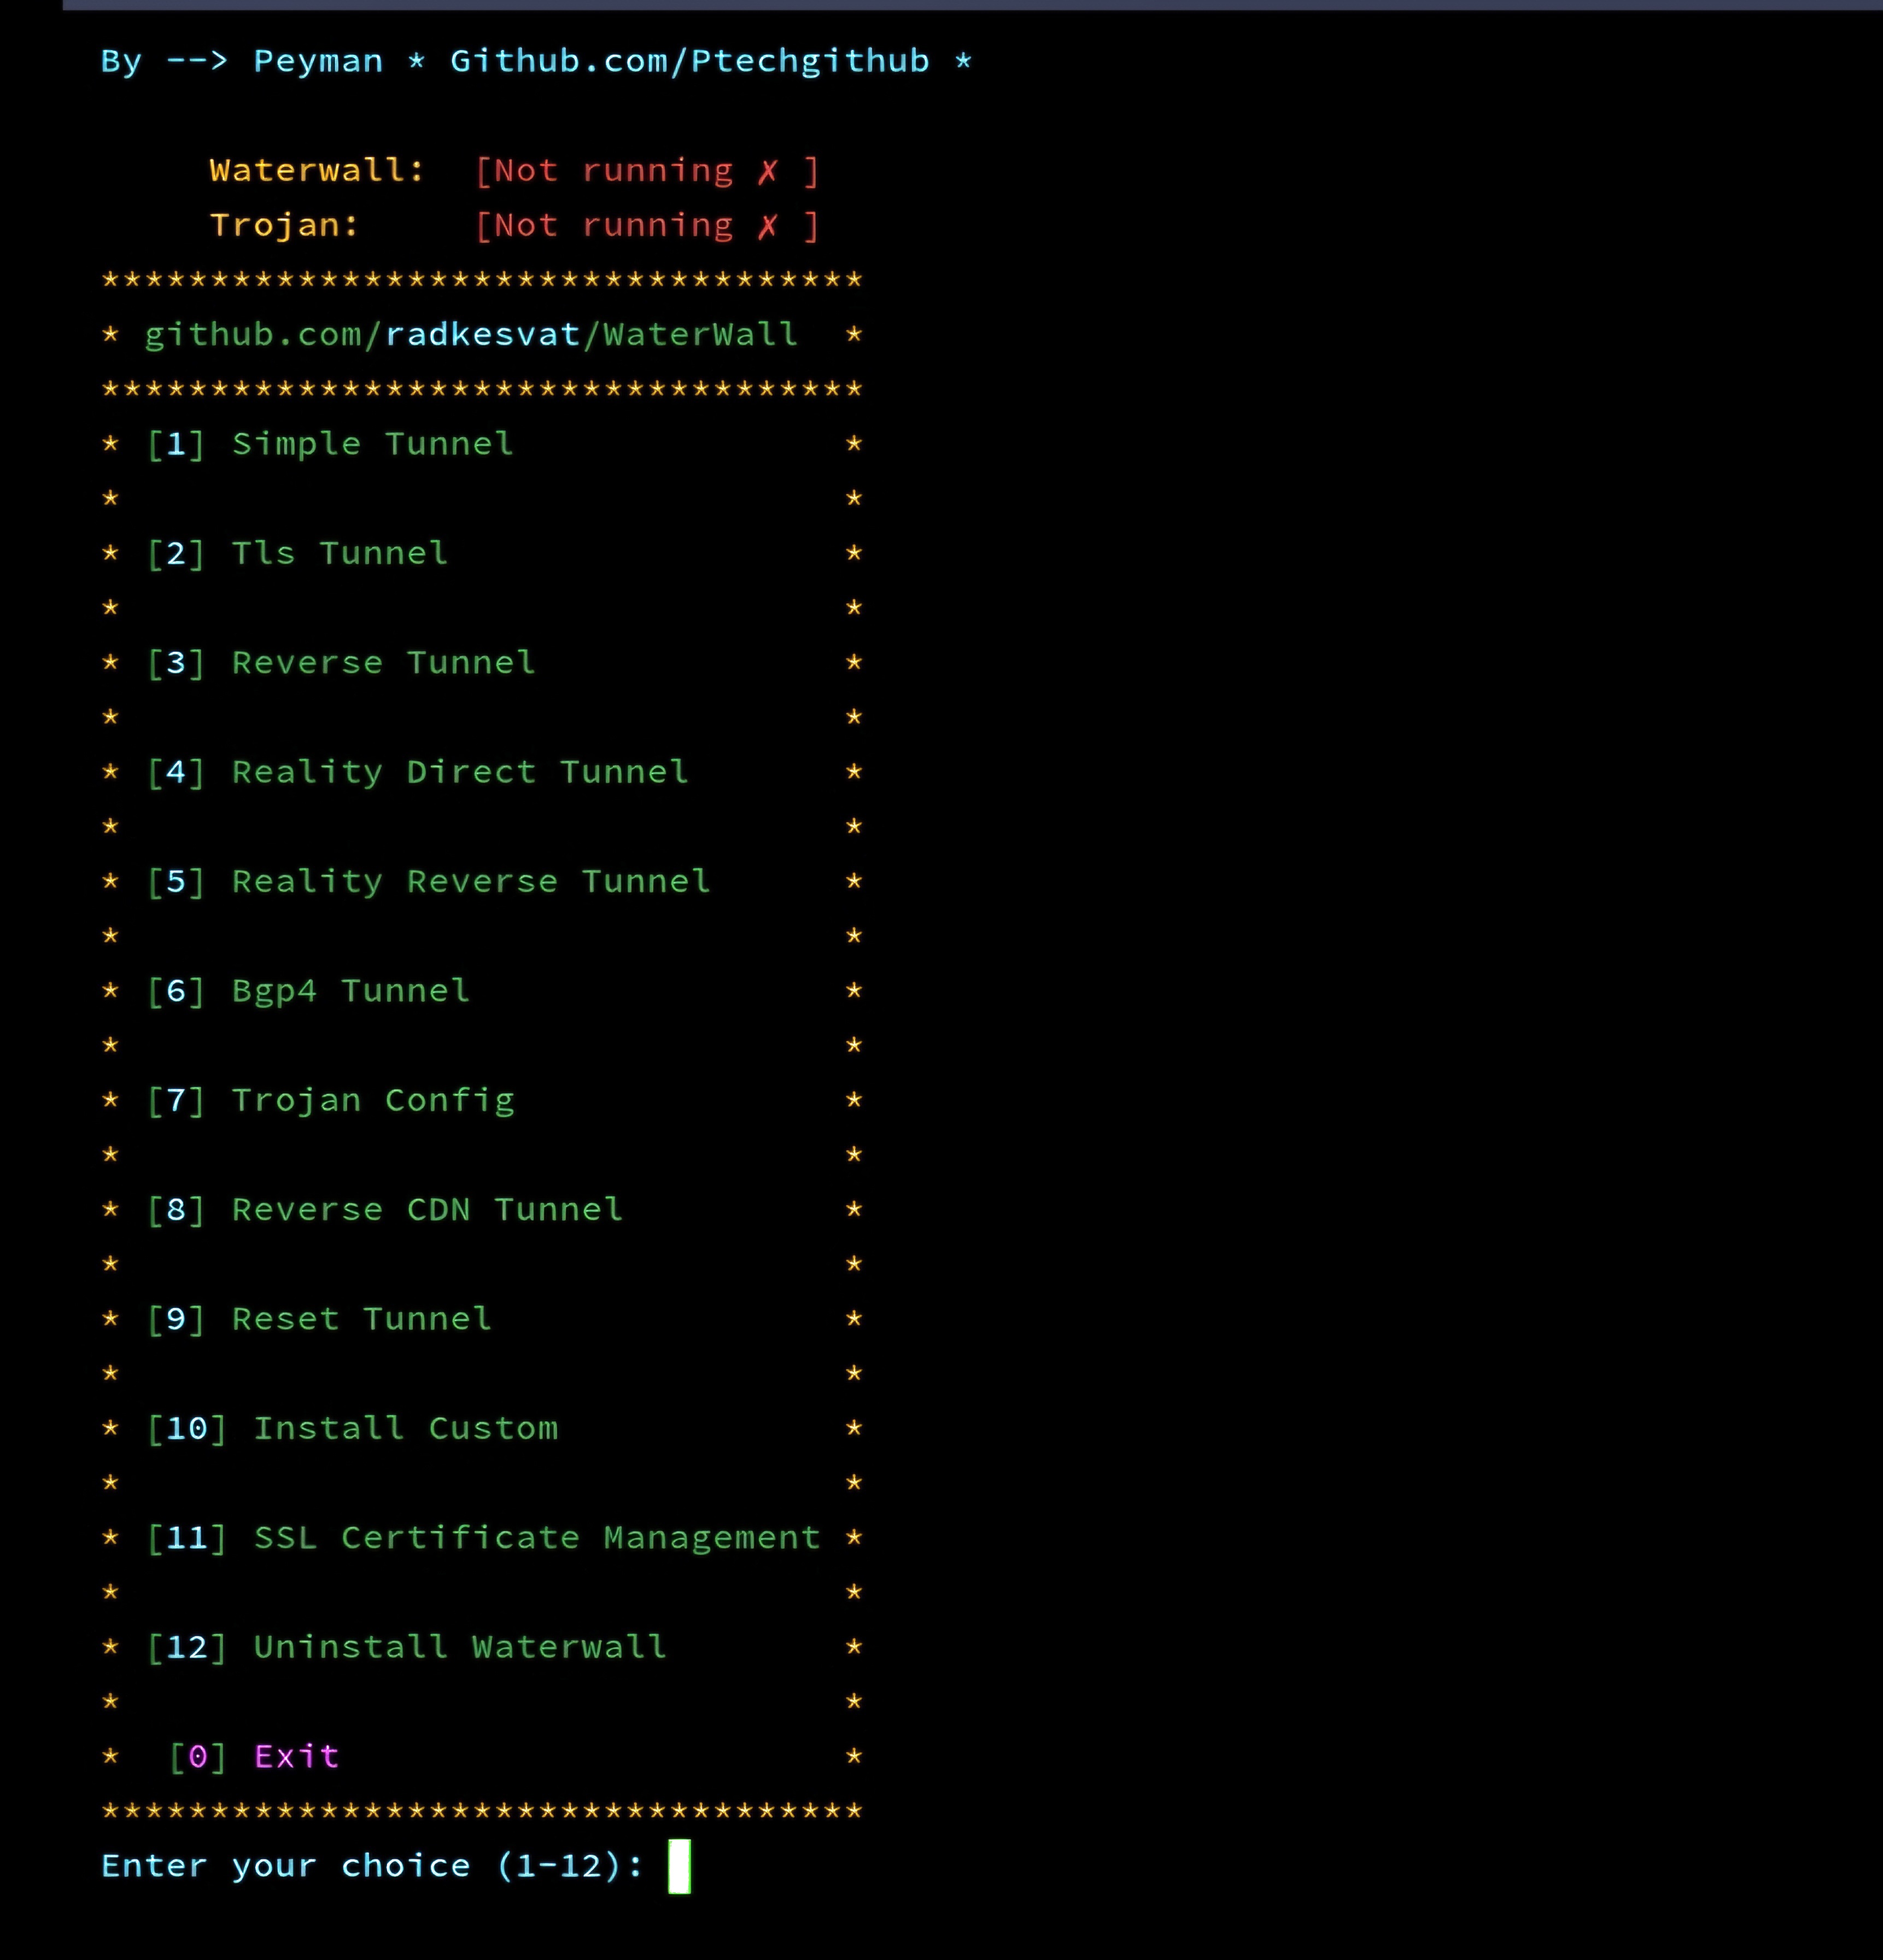 By --> Peyman * Github.com/Ptechgithub *
Waterwall: [Not running ✗ ]
Trojan: [Not running ✗ ]
***********************************
* github.com/radkesvat/WaterWall *
***********************************
* [1] Simple Tunnel *
* *
* [2] Tls Tunnel *
* *
* [3] Reverse Tunnel *
* *
* [4] Reality Direct Tunnel *
* *
* [5] Reality Reverse Tunnel *
* *
* [6] Bgp4 Tunnel *
* *
* [7] Trojan Config *
* *
* [8] Reverse CDN Tunnel *
* *
* [9] Reset Tunnel *
* *
* [10] Install Custom *
* *
* [11] SSL Certificate Management *
* *
* [12] Uninstall Waterwall *
* *
* [0] Exit *
***********************************
Enter your choice (1-12):